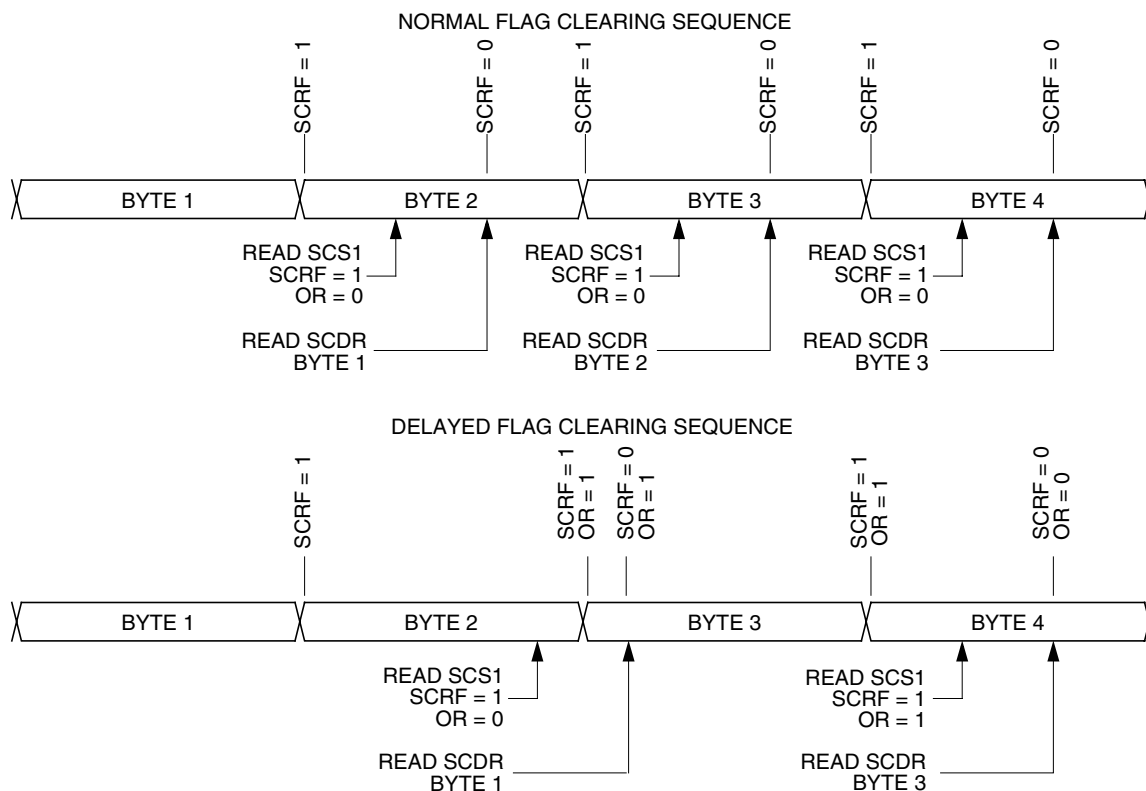 NORMAL FLAG CLEARING SEQUENCE
SCRF = 1
SCRF = 0
SCRF = 1
SCRF = 0
SCRF = 1
SCRF = 0
BYTE 1
BYTE 2
BYTE 3
BYTE 4
READ SCS1
SCRF = 1
OR = 0
READ SCS1
SCRF = 1
OR = 0
READ SCS1
SCRF = 1
OR = 0
READ SCDR
BYTE 1
READ SCDR
BYTE 2
READ SCDR
BYTE 3
DELAYED FLAG CLEARING SEQUENCE
SCRF = 1
SCRF = 1
OR = 1
SCRF = 0
OR = 1
SCRF = 1
OR = 1
SCRF = 0
OR = 0
BYTE 1
BYTE 2
BYTE 3
BYTE 4
READ SCS1
SCRF = 1
OR = 0
READ SCS1
SCRF = 1
OR = 1
READ SCDR
BYTE 1
READ SCDR
BYTE 3